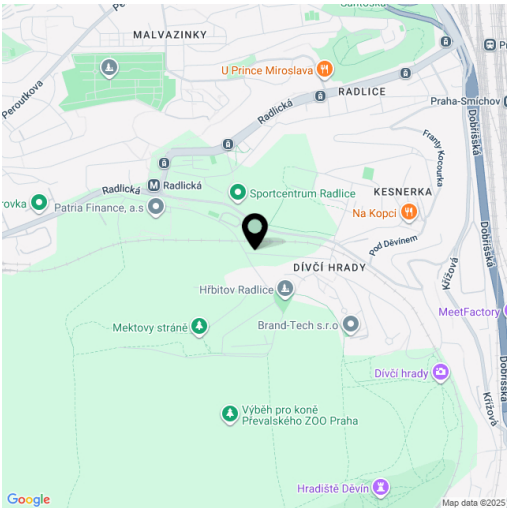 Santoška
MALVAZINKY
Peroutkova
U Prince Miroslava
RADLICE
Praha-Smíchov
Radlická
Dobříšská
Franty Kocourka
Radlická
Radlická
Sportcentrum Radlice
KESNERKA
Patria Finance, a.s
Na Kopci
Dobříšská
Pod Děvínem
Křížová
DÍVČÍ HRADY
Hřbitov Radlice
MeetFactory
Mektovy stráně
Brand-Tech s.r.o
Dívčí hrady
Dobříšská
Křížová
Výběh pro koně
Převalského ZOO Praha
Hradiště Děvín
Google
Map data ©2025